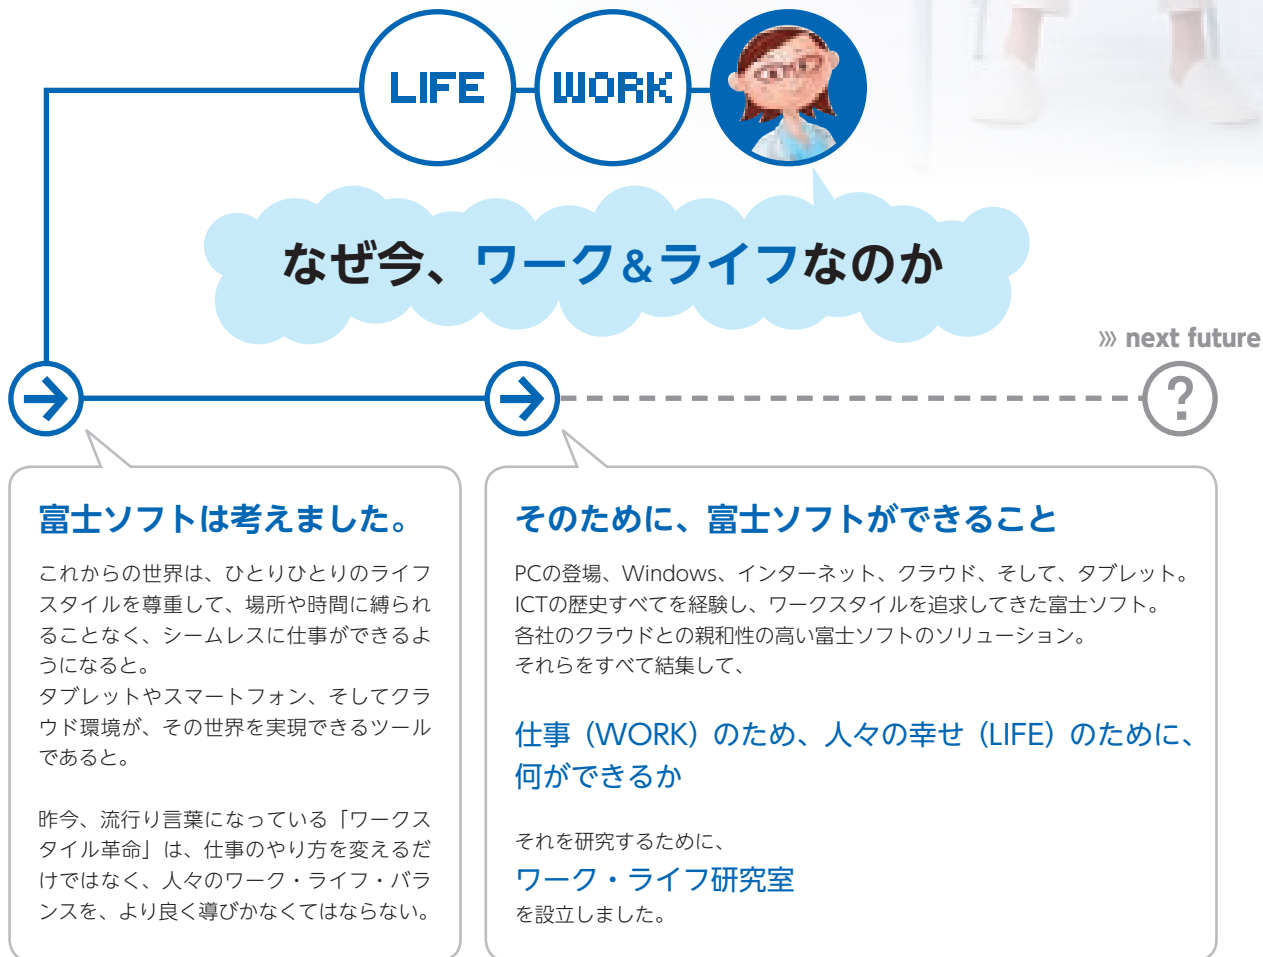 LIFE
WORK
なぜ今、ワーク&ライフなのか
››› next future
?
富士ソフトは考えました。
これからの世界は、ひとりひとりのライフ
スタイルを尊重して、場所や時間に縛られ
ることなく、シームレスに仕事ができるよ
うになると。
タブレットやスマートフォン、そしてクラ
ウド環境が、その世界を実現できるツール
であると。
昨今、流行り言葉になっている「ワークス
タイル革命」は、仕事のやり方を変えるだ
けではなく、人々のワーク・ライフ・バラ
ンスを、より良く導びかなくてはならない。
そのために、富士ソフトができること
PCの登場、Windows、インターネット、クラウド、そして、タブレット。
ICTの歴史すべてを経験し、ワークスタイルを追求してきた富士ソフト。
各社のクラウドとの親和性の高い富士ソフトのソリューション。
それらをすべて結集して、
仕事（WORK）のため、人々の幸せ（LIFE）のために、
何ができるか
それを研究するために、
ワーク・ライフ研究室
を設立しました。